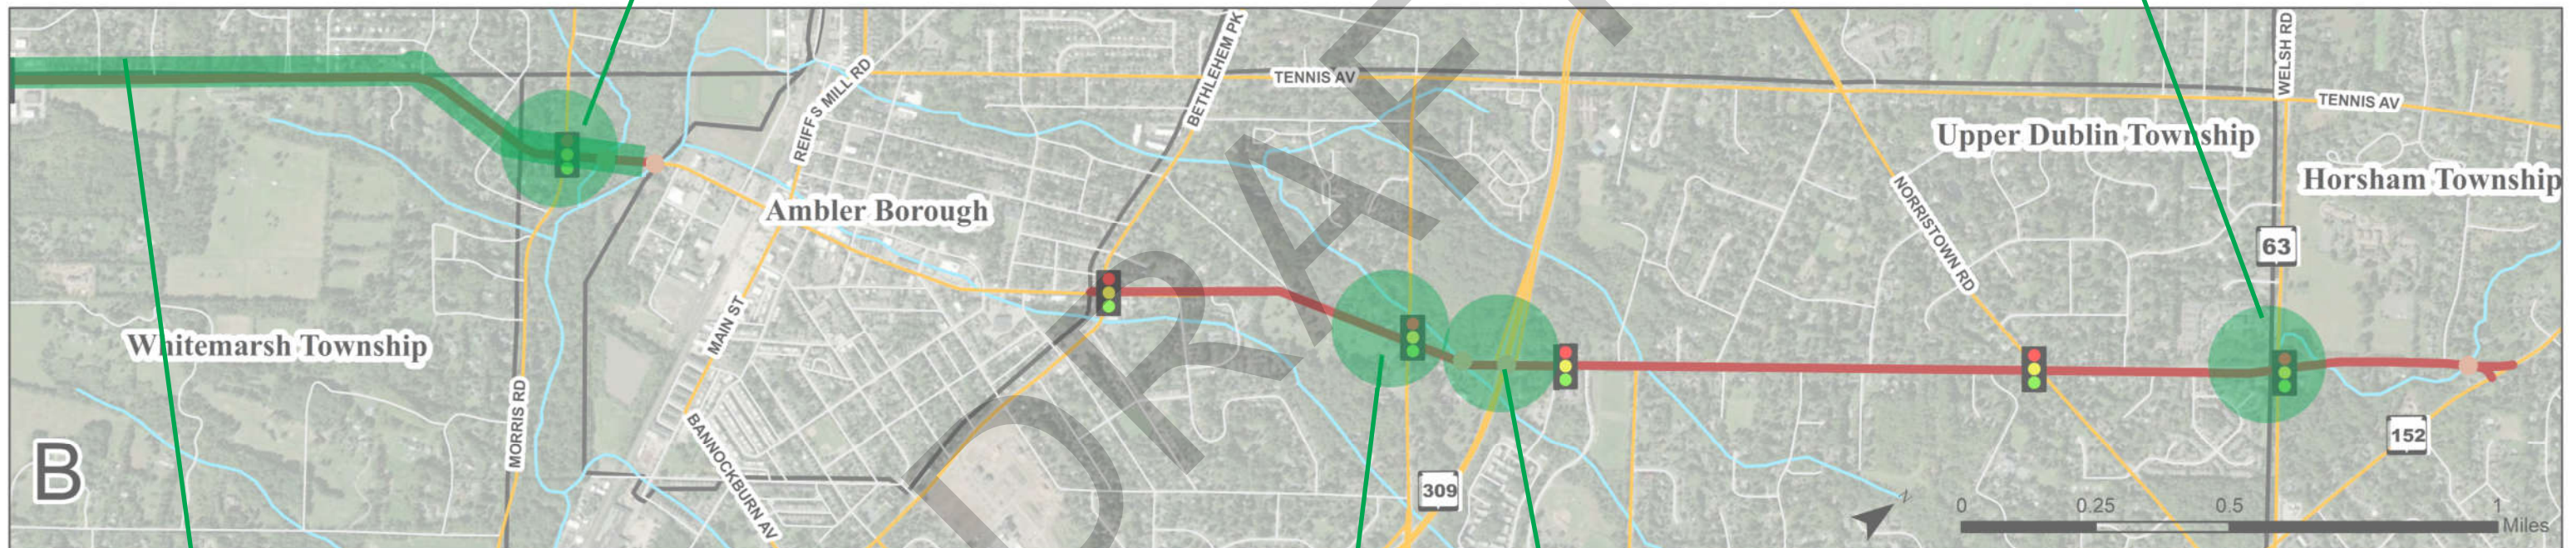 BETHLEHEM PK
WELSH RD
REIFFS MILL RD
TENNIS AV
TENNIS AV
Upper Dublin Township
Horsham Township
Ambler Borough
NORRISTOWN RD
63
MAIN ST
Whitemarsh Township
MORRIS RD
BANNOCKBURN AV
152
B
309
N
0 0.25 0.5 1
Miles
DRAFT